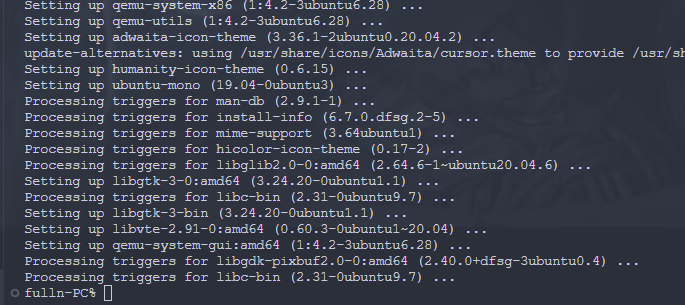 Setting up qemu-system-x86 (1:4.2-3ubuntu6.28) ...
Setting up qemu-utils (1:4.2-3ubuntu6.28) ...
Setting up adwaita-icon-theme (3.36.1-2ubuntu0.20.04.2) ...
update-alternatives: using /usr/share/icons/Adwaita/cursor.theme to provide /usr/sh
Setting up humanity-icon-theme (0.6.15) ...
Setting up ubuntu-mono (19.04-0ubuntu3) ...
Processing triggers for man-db (2.9.1-1) ...
Processing triggers for install-info (6.7.0.dfsg.2-5) ...
Processing triggers for mime-support (3.64ubuntu1) ...
Processing triggers for hicolor-icon-theme (0.17-2) ...
Processing triggers for libglib2.0-0:amd64 (2.64.6-1~ubuntu20.04.6) ...
Setting up libgtk-3-0:amd64 (3.24.20-0ubuntu1.1) ...
Processing triggers for libc-bin (2.31-0ubuntu9.7) ...
Setting up libgtk-3-bin (3.24.20-0ubuntu1.1) ...
Setting up libvte-2.91-0:amd64 (0.60.3-0ubuntu1~20.04) ...
Setting up qemu-system-gui:amd64 (1:4.2-3ubuntu6.28) ...
Processing triggers for libgdk-pixbuf2.0-0:amd64 (2.40.0+dfsg-3ubuntu0.4) ...
Processing triggers for libc-bin (2.31-0ubuntu9.7) ...
fulln-PC%